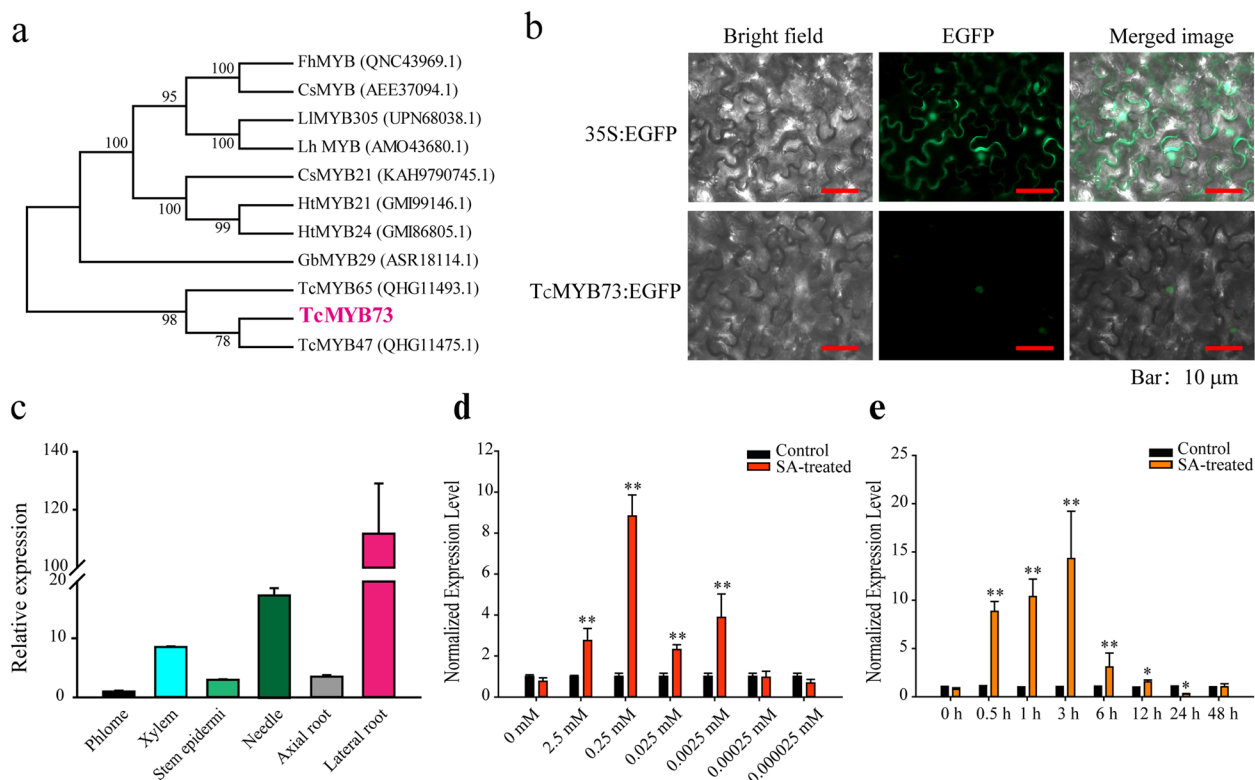 a
FhMYB (QNC43969.1)
100
CsMYB (AEE37094.1)
95
LlMYB305 (UPN68038.1)
100
Lh MYB (AMO43680.1)
100
CsMYB21 (KAH9790745.1)
100
HtMYB21 (GMI99146.1)
99
HtMYB24 (GMI86805.1)
GbMYB29 (ASR18114.1)
TcMYB65 (QHG11493.1)
98
TcMYB73
78
TcMYB47 (QHG11475.1)
b
Bright field
EGFP
Merged image
35S:EGFP
TcMYB73:EGFP
Bar: 10 μm
c
Relative expression
140
120
100
20
10
0
Phlome
Xylem
Stem epidermi
Needle
Axial root
Lateral root
d
Normalized Expression Level
12
10
8
6
4
2
0
Control
SA-treated
**
**
**
**
0 mM
2.5 mM
0.25 mM
0.025 mM
0.0025 mM
0.00025 mM
0.000025 mM
e
Normalized Expression Level
25
20
15
10
5
0
Control
SA-treated
**
**
**
**
*
*
0 h
0.5 h
1 h
3 h
6 h
12 h
24 h
48 h